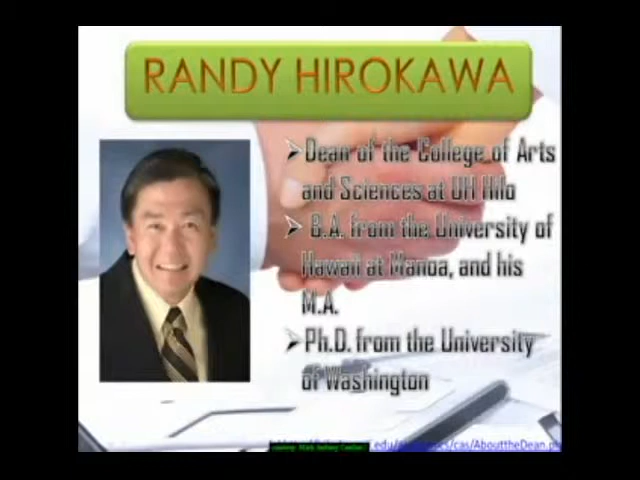 RANDY HIROKAWA
➢Dean of the College of Arts
and Sciences at UH Hilo
➢ B.A. from the University of
Hawaii at Manoa, and his
M.A.
➢Ph.D. from the University
of Washington